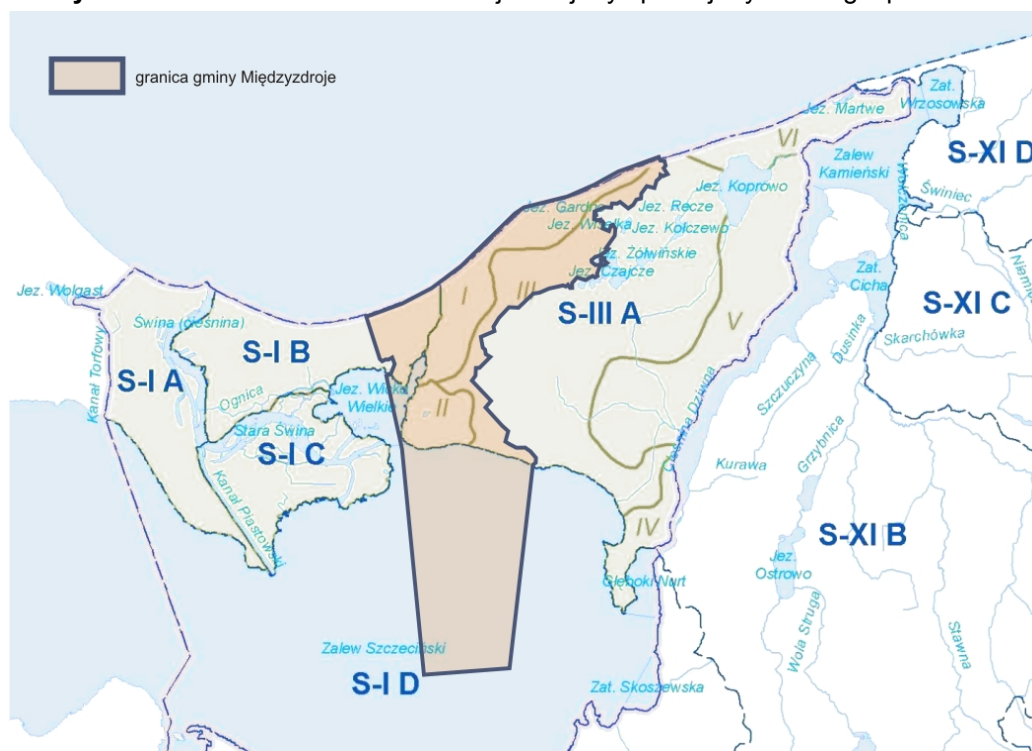 granica gminy Międzyzdroje
Zat.
Wrzosowska
Jez. Martwe
VI
S-XI D
Zalew
Kamieński
Wołczenica
Świniec
Jez. Koprowo
Jez. Gardno
Jez. Recze
Jez. Wisełka
Jez. Kołczewo
Jez. Żółwińskie
Jez. Czajcze
Zat.
Cicha
Niemica
Jez. Wolgast
I
III
S-III A
V
S-XI C
Świna (cieśnina)
S-I B
Skarchówka
Dusinka
Kanał Torfowy
S-I A
Szczuczyna
Ognica
Jez. Wicko
Wielkie
II
Stara Świna
S-I C
Cieśnina Dziwna
Grzybnica
Kurawa
Kanał Piastowski
IV
S-XI B
Jez.
Ostrowo
Głęboki Nurt
Wola Struga
Stawna
Zalew Szczeciński
S-I D
Zat. Skoszewska